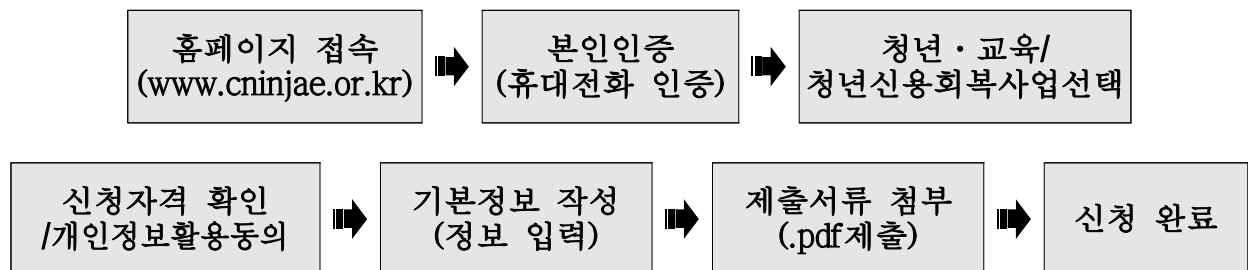 홈페이지 접속
(www.cninjae.or.kr)
본인인증
(휴대전화 인증)
청년・교육/
청년신용회복사업선택
신청자격 확인
/개인정보활용동의
기본정보 작성
(정보 입력)
제출서류 첨부
(.pdf제출)
신청 완료